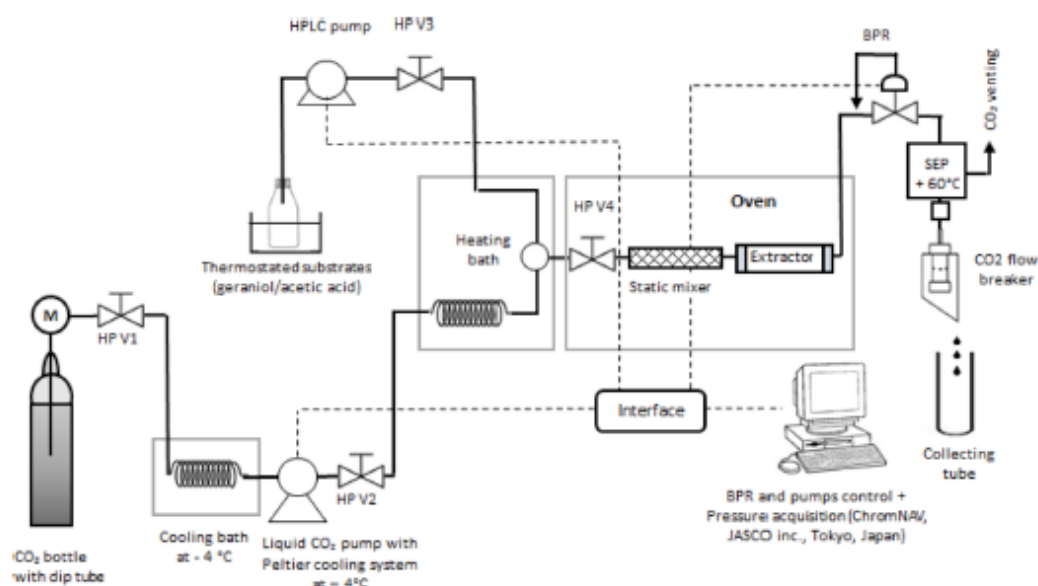 HPLC pump
HP V3
BPR
CO₂ venting
SEP
+ 60°C
HP V4
Oven
Heating
bath
Extractor
Static mixer
CO2 flow
breaker
Thermostated substrates
(geraniol/acetic acid)
M
HP V1
Interface
HP V2
Collecting
tube
Cooling bath
at - 4 °C
Liquid CO₂ pump with
Peltier cooling system
at – 4°C
BPR and pumps control +
Pressure acquisition (ChromNAV,
JASCO inc., Tokyo, Japan)
CO₂ bottle
with dip tube